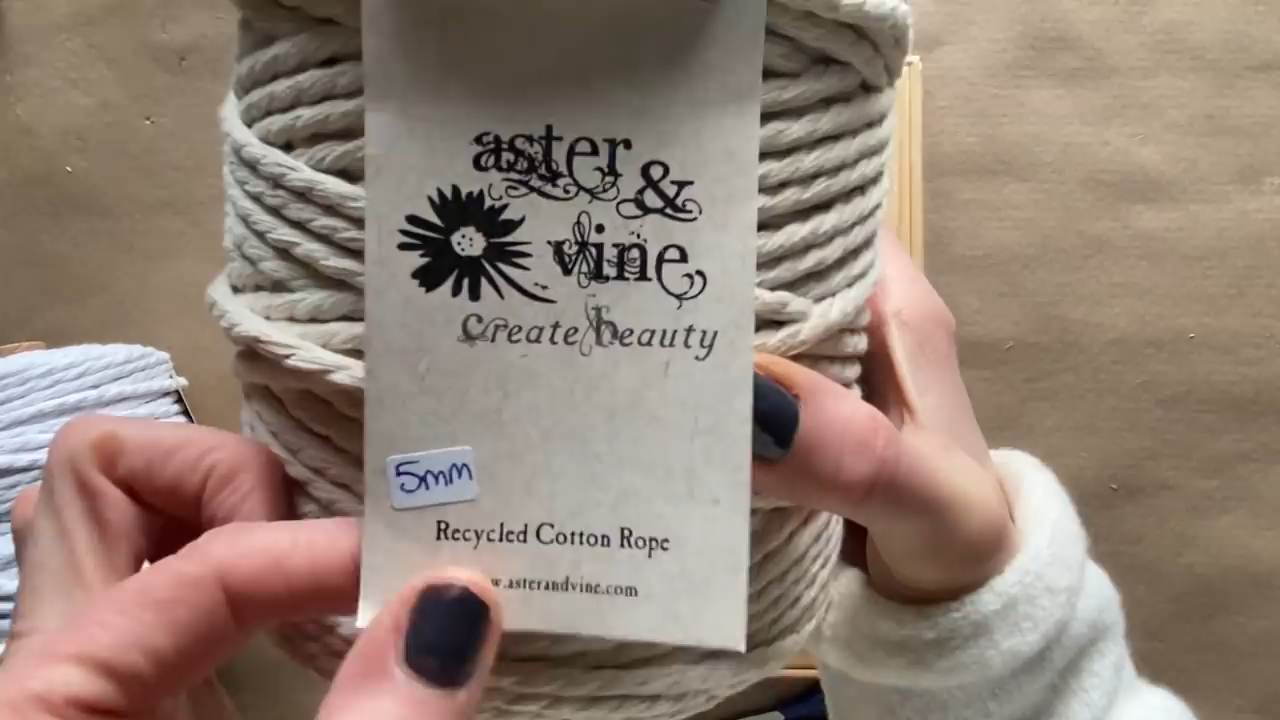 aster &
vine
create beauty
5mm
Recycled Cotton Rope
w.asterandvine.com